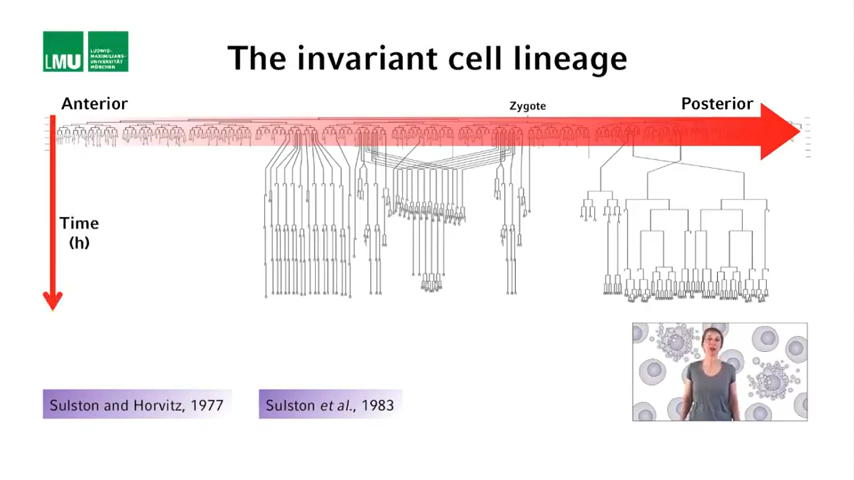 LMU
LUDWIG-
MAXIMILIANS-
UNIVERSITÄT
MÜNCHEN
The invariant cell lineage
Anterior
Zygote
Posterior
Time
(h)
Sulston and Horvitz, 1977
Sulston et al., 1983